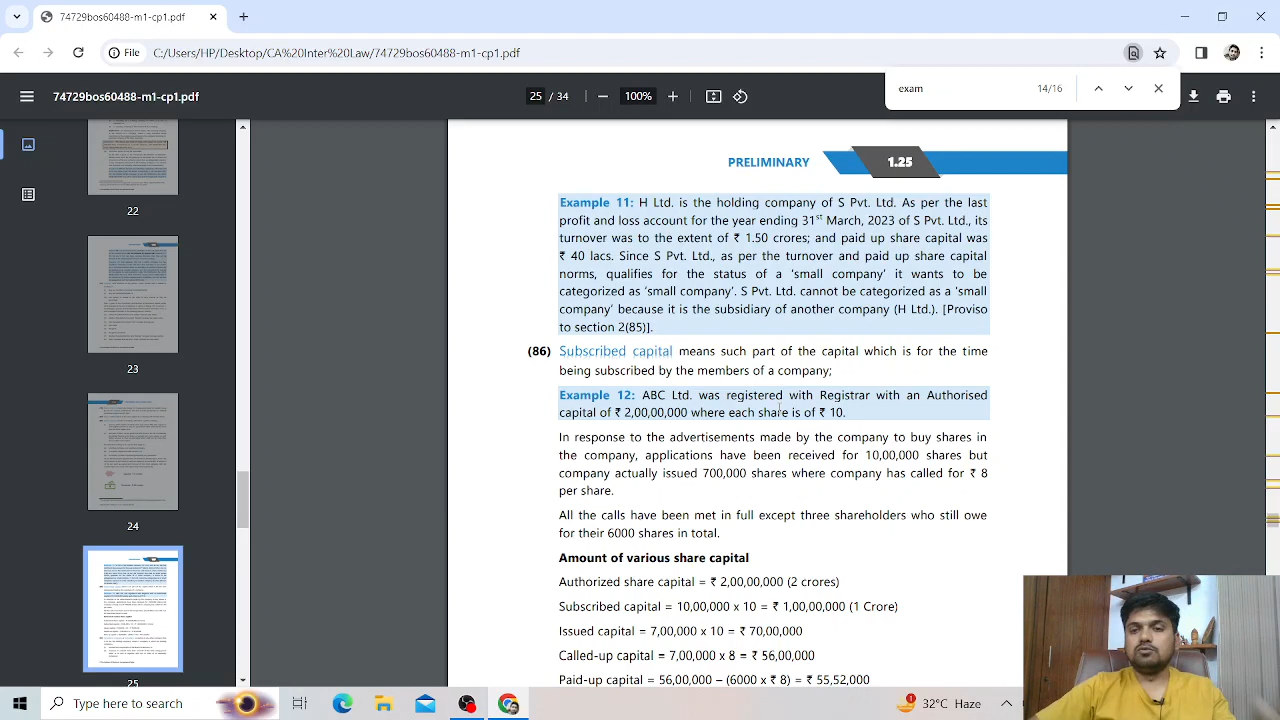 74729bos60488-m1-cp1.pdf
File C:/Users/HP/Desktop/CA Inter Law/74729bos60488-m1-cp1.pdf
exam 14/16
74729bos60488-m1-cp1.pdf 25 / 34 100%
22
23
24
25
PRELIMINARY 1.25
Example 11: H Ltd. is the holding company of S Pvt. Ltd. As per the last
profit and loss account for the year ending 31st March, 2023 of S Pvt. Ltd., its
turnover was to the extent of ₹ 1.50 crores; and paid up share capital was
lacs. Since S Pvt. Ltd., as per the turnover and paid up share capital
norms, qualifies for the status of a 'small company' it wants to be
categorized as 'small company'. S Pvt. Ltd. cannot be categorized as a 'small
company' because it is the subsidiary of another company (H Ltd.). [Proviso
to section 2(85)].
(86) Subscribed capital means such part of the capital which is for the time
being subscribed by the members of a company.
Example 12: ABC Ltd. was registered with Registrar with an Authorised
capital of ₹ 2,00,00,000 where each share is of ₹ 10.
In response to the advertisements made by the company to buy shares in
the company, applications have been received for 10,00,000 shares but
company actually issued 700,000 shares where company has called for ₹ 8
per share.
All the calls have been met in full except three shareholders who still owe
for their 6000 shares in total.
Amount of various share capital
Authorized share capital = ₹ 2,00,00,000 (2 crore)
Subscribed capital = 10,00,000 x 10 = ₹ 1,00,00,000 (1 Crore)
Issued capital = 7,00,000 x 10 = ₹ 70,00,000
Called-up capital = 7,00,000 x 8 = ₹ 56,00,000
Paid-up capital = 56,00,000 – (6000 x ₹ 8) = ₹ 55,52,000
Type here to search
32°C Haze